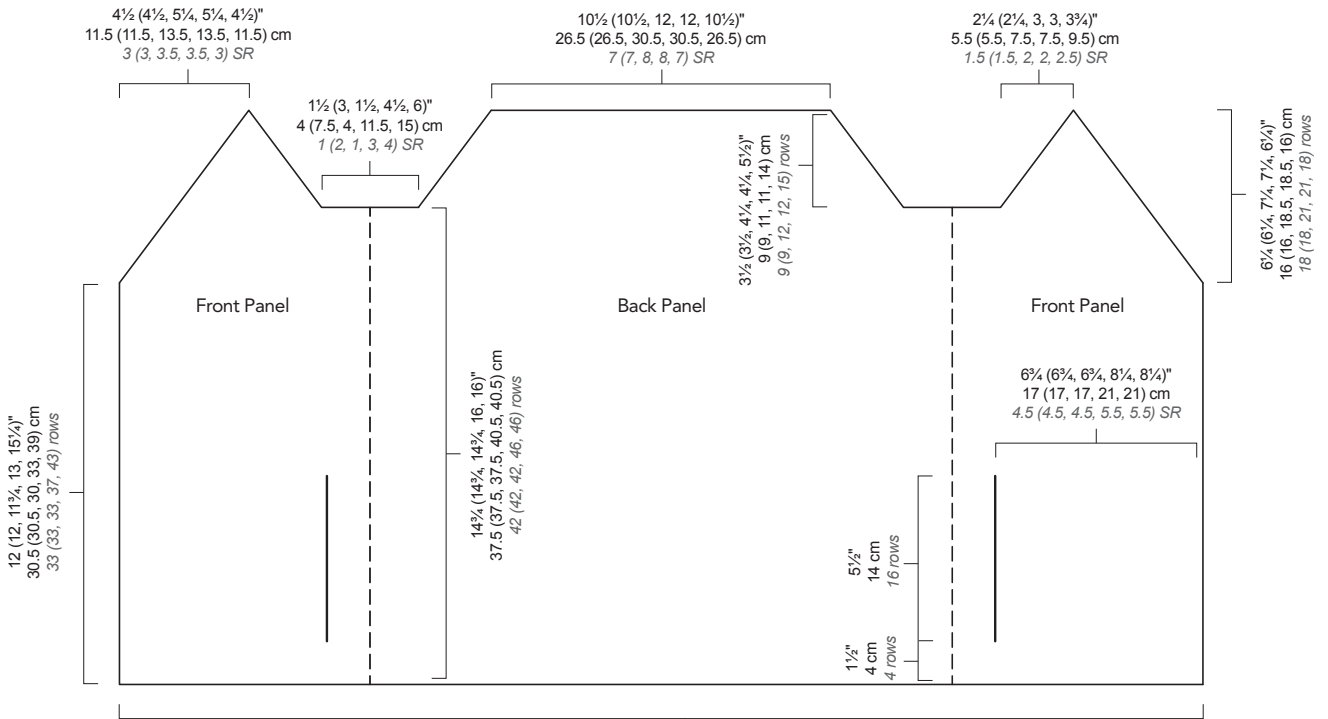 4½ (4½, 5¼, 5¼, 4½)"
11.5 (11.5, 13.5, 13.5, 11.5) cm
3 (3, 3.5, 3.5, 3) SR
10½ (10½, 12, 12, 10½)"
26.5 (26.5, 30.5, 30.5, 26.5) cm
7 (7, 8, 8, 7) SR
2¼ (2¼, 3, 3, 3¾)"
5.5 (5.5, 7.5, 7.5, 9.5) cm
1.5 (1.5, 2, 2, 2.5) SR
1½ (3, 1½, 4½, 6)"
4 (7.5, 4, 11.5, 15) cm
1 (2, 1, 3, 4) SR
3½ (3½, 4¼, 4¼, 5½)"
9 (9, 11, 11, 14) cm
9 (9, 12, 12, 15) rows
6¼ (6¼, 7¼, 7¼, 6¼)"
16 (16, 18.5, 18.5, 16) cm
18 (18, 21, 21, 18) rows
Front Panel
Back Panel
Front Panel
12 (12, 11¾, 13, 15¼)"
30.5 (30.5, 30, 33, 39) cm
33 (33, 33, 37, 43) rows
14¾ (14¾, 14¾, 16, 16)"
37.5 (37.5, 37.5, 40.5, 40.5) cm
42 (42, 42, 46, 46) rows
6¾ (6¾, 6¾, 8¼, 8¼)"
17 (17, 17, 21, 21) cm
4.5 (4.5, 4.5, 5.5, 5.5) SR
5½"
14 cm
16 rows
1½"
4 cm
4 rows